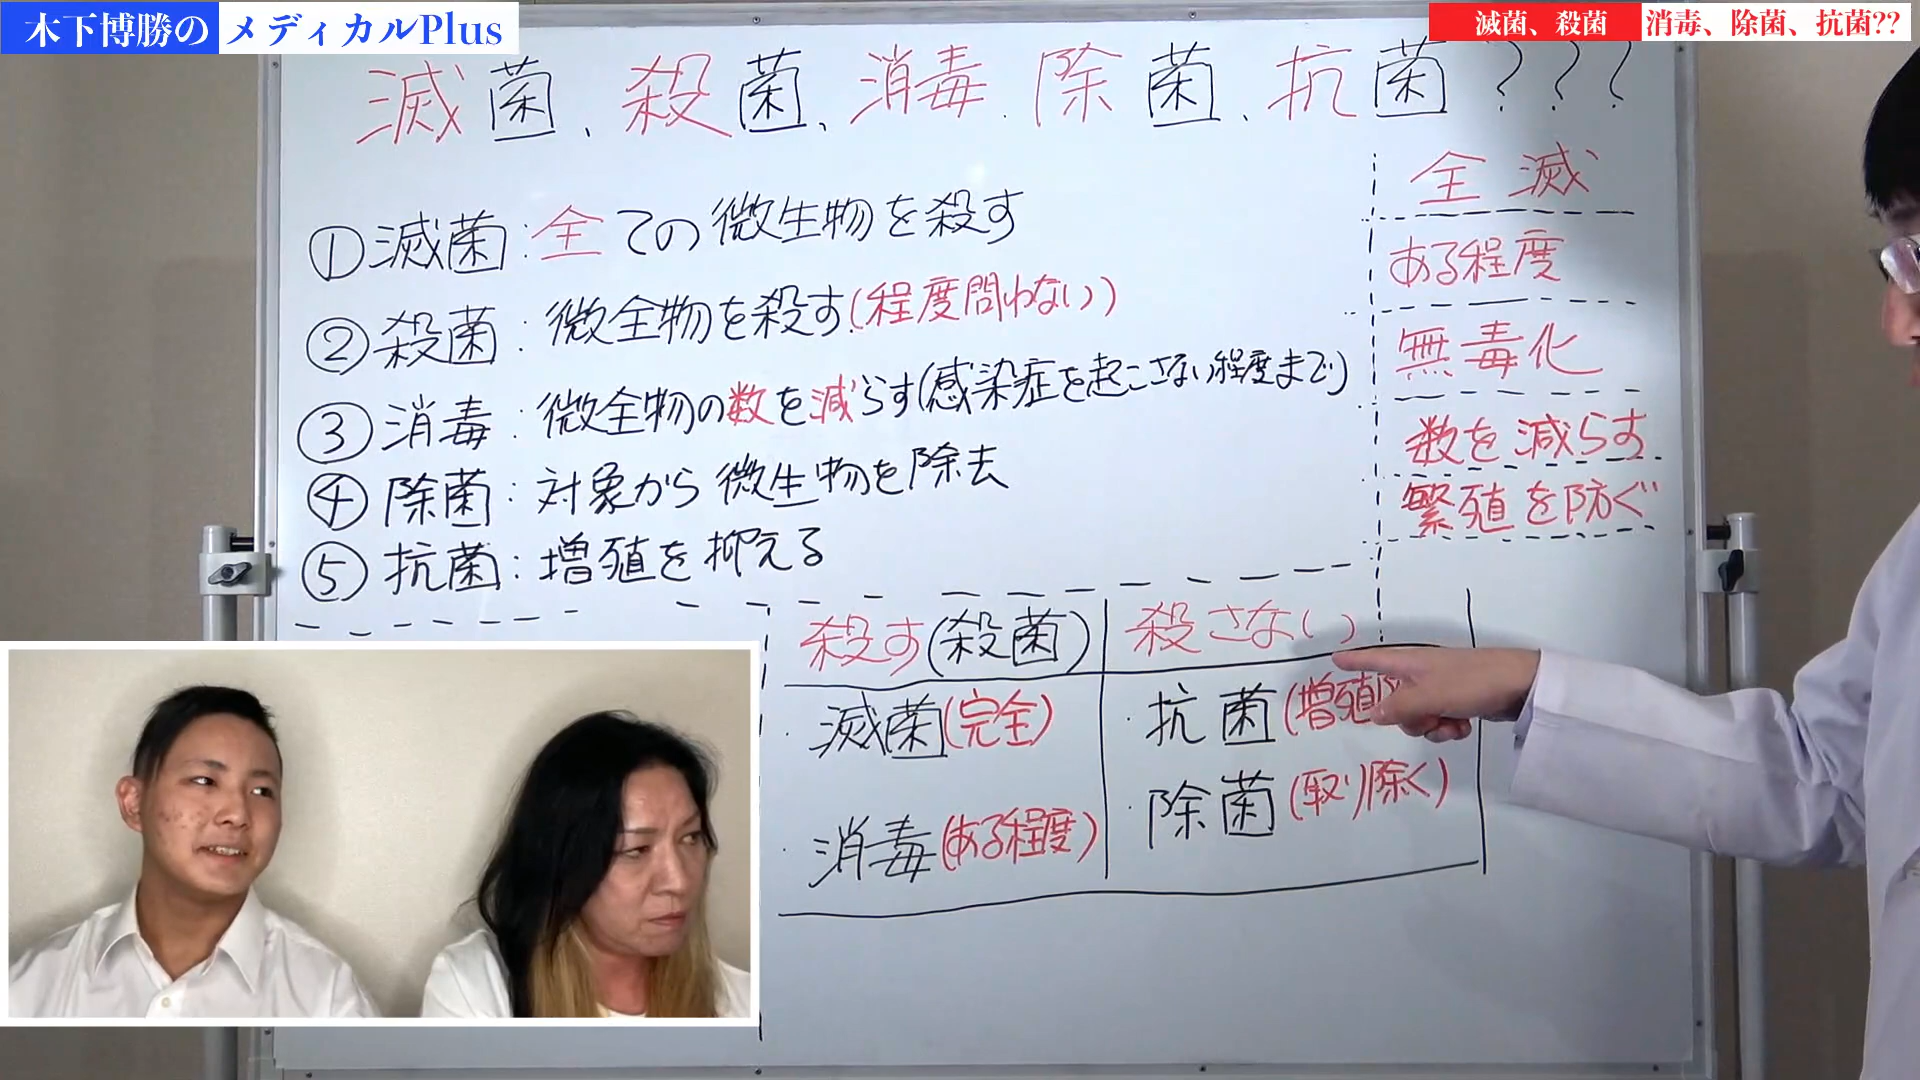 木下博勝の メディカルPlus
滅菌、殺菌 消毒、除菌、抗菌??
滅菌、殺菌、消毒、除菌、抗菌???
①滅菌:全ての微生物を殺す
②殺菌:微全物を殺す(程度問わない)
③消毒:微全物の数を減らす(感染症を起こさない程度まで)
④除菌:対象から微生物を除去
⑤抗菌:増殖を抑える
全滅
ある程度
無毒化
数を減らす
繁殖を防ぐ
殺す(殺菌) 殺さない
・滅菌(完全)
・消毒(ある程度)
・抗菌(増殖
・除菌(取り除く)